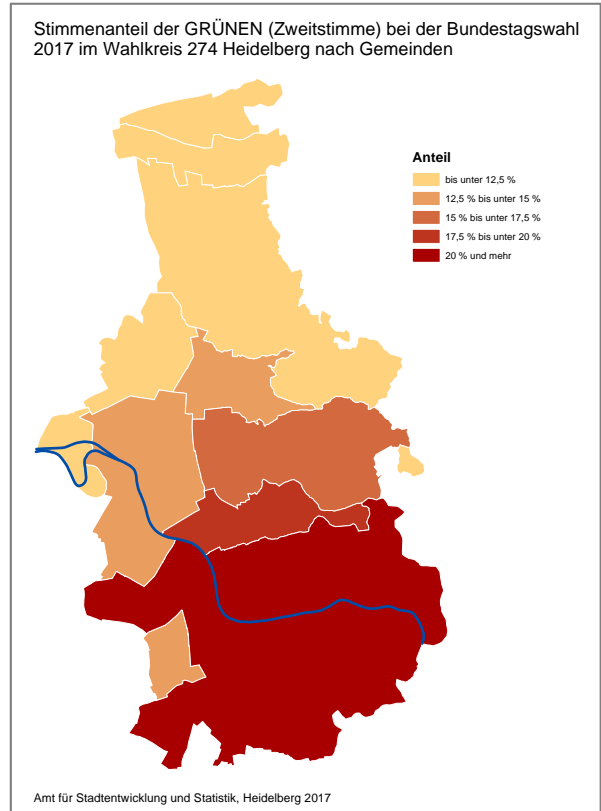 Stimmenanteil der GRÜNEN (Zweitstimme) bei der Bundestagswahl
2017 im Wahlkreis 274 Heidelberg nach Gemeinden
Anteil
bis unter 12,5 %
12,5 % bis unter 15 %
15 % bis unter 17,5 %
17,5 % bis unter 20 %
20 % und mehr
Amt für Stadtentwicklung und Statistik, Heidelberg 2017